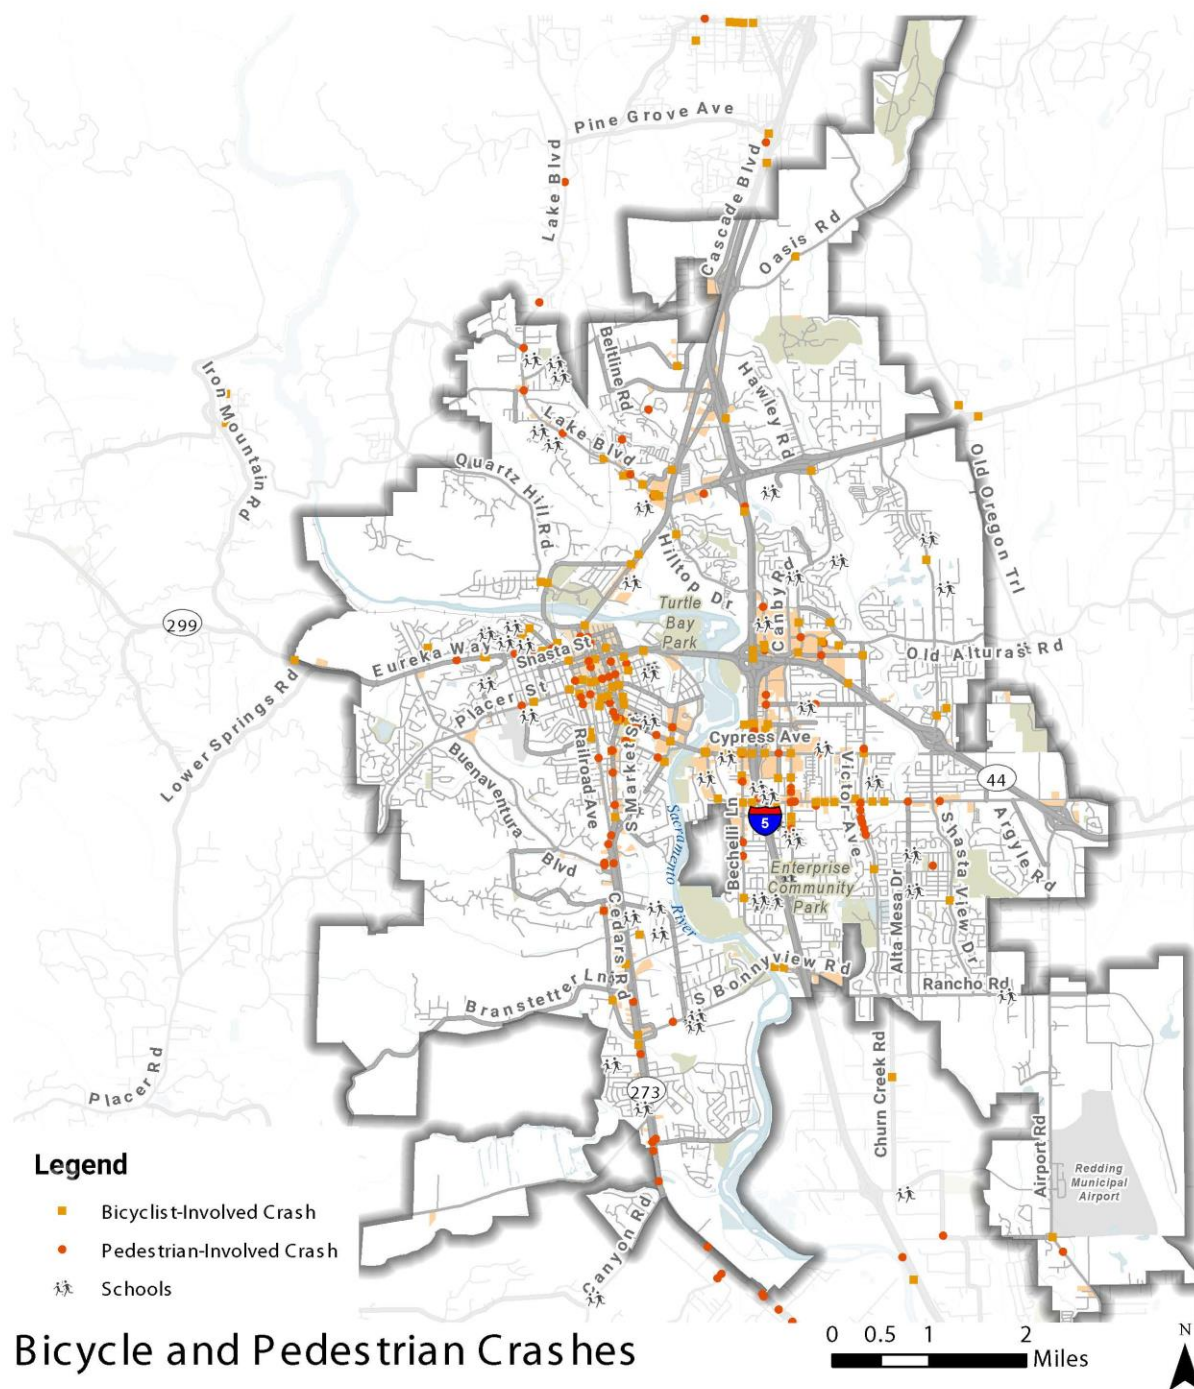 Pine Grove Ave
Lake Blvd
Cascade Blvd
Oasis Rd
Iron Mountain Rd
Beltline Rd
Hawley Rd
Lake Blvd
Quartz Hill Rd
Old Oregon Trl
Hilltop Dr
Canby Rd
Turtle
Bay
Park
299
Eureka Way
Shasta St
Old Alturast Rd
Lower Springs Rd
Placer St
Cypress Ave
Buenaventura
Blvd
Railroad Ave
S Market St
Sacramento
River
Bechelli Ln
Victor Ave
44
5
Shasta View Dr
Argyle Rd
Enterprise
Community
Park
Alta Mesa Dr
Cedars Rd
S Bonnyview Rd
Branstetter Ln
Rancho Rd
Placer Rd
273
Churn Creek Rd
Airport Rd
Redding
Municipal
Airport
Canyon Rd
Legend
Bicyclist-Involved Crash
Pedestrian-Involved Crash
Schools
Bicycle and Pedestrian Crashes
0 0.5 1 2
Miles
N